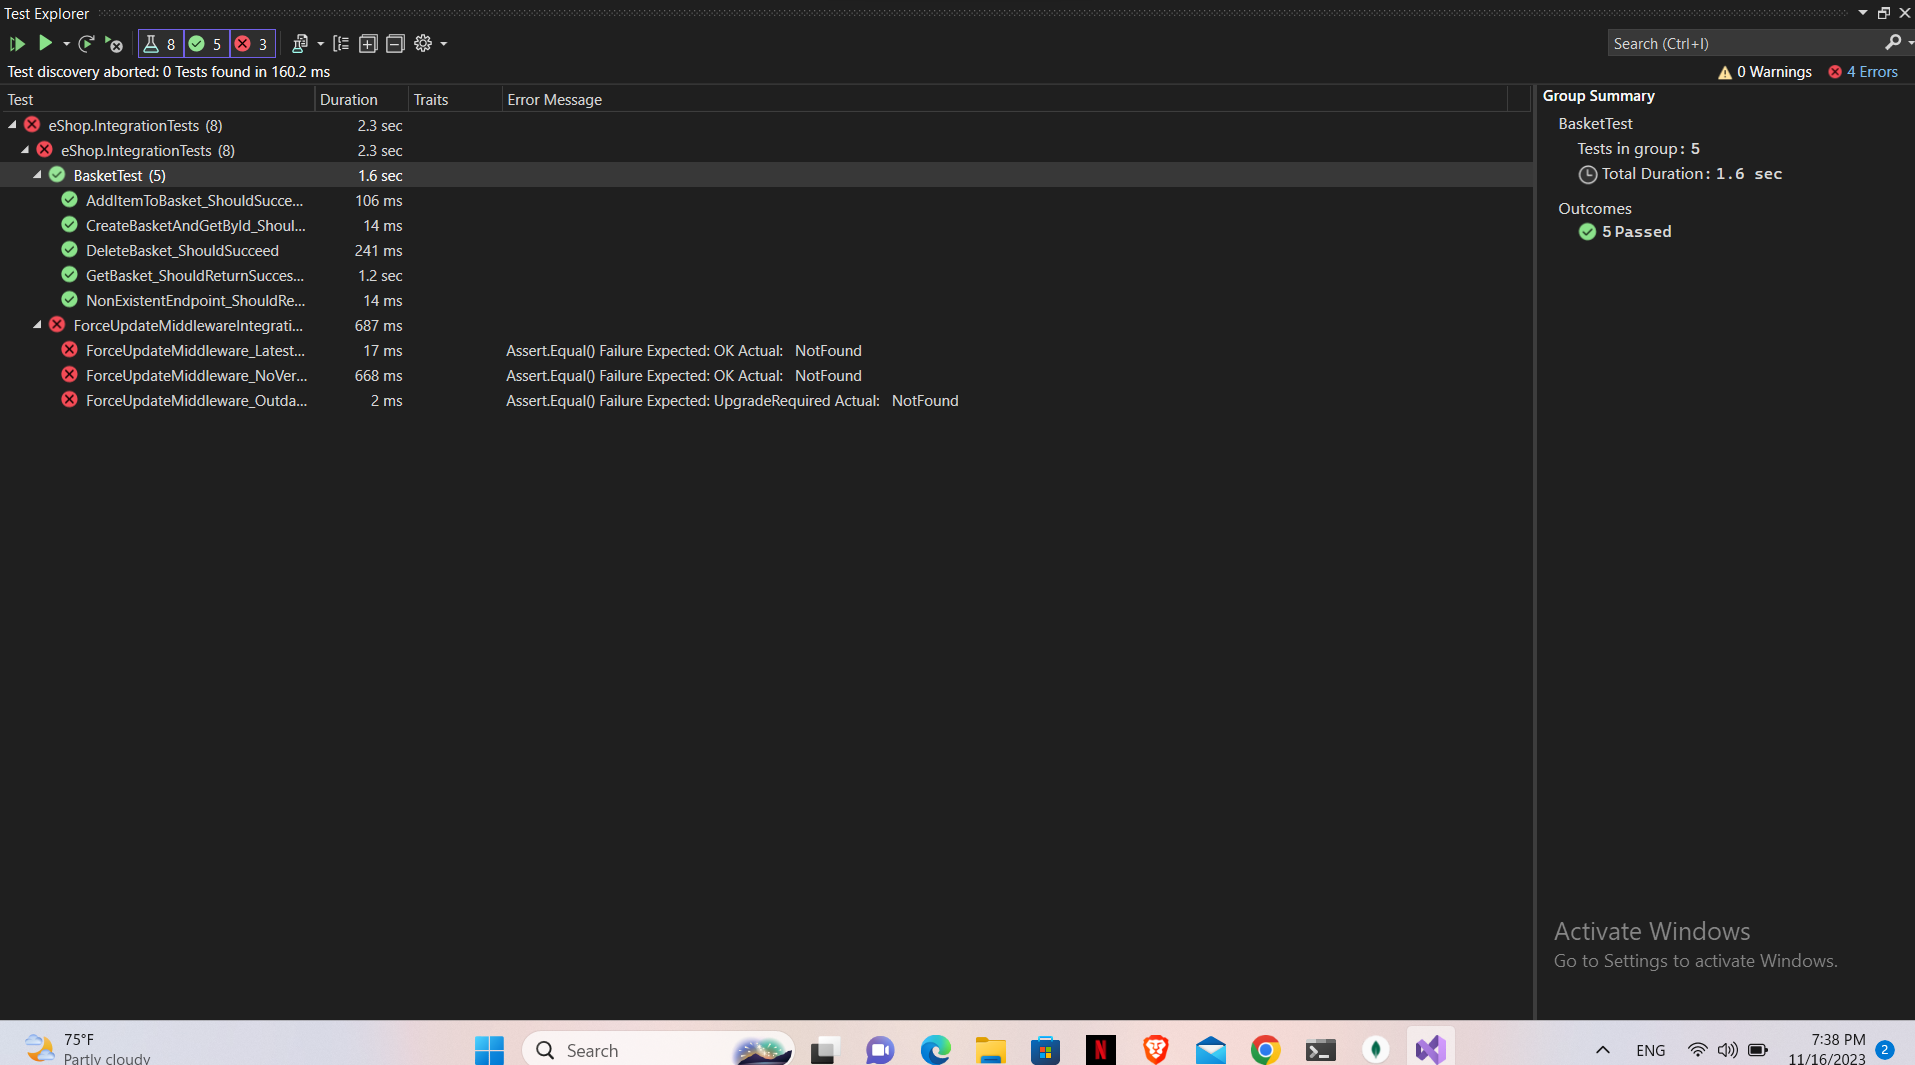 Test Explorer
8 5 3
Search (Ctrl+I)
Test discovery aborted: 0 Tests found in 160.2 ms
0 Warnings 4 Errors
Test Duration Traits Error Message
eShop.IntegrationTests (8) 2.3 sec
eShop.IntegrationTests (8) 2.3 sec
BasketTest (5) 1.6 sec
AddItemToBasket_ShouldSucce... 106 ms
CreateBasketAndGetById_Shoul... 14 ms
DeleteBasket_ShouldSucceed 241 ms
GetBasket_ShouldReturnSucces... 1.2 sec
NonExistentEndpoint_ShouldRe... 14 ms
ForceUpdateMiddlewareIntegrati... 687 ms
ForceUpdateMiddleware_Latest... 17 ms Assert.Equal() Failure Expected: OK Actual: NotFound
ForceUpdateMiddleware_NoVer... 668 ms Assert.Equal() Failure Expected: OK Actual: NotFound
ForceUpdateMiddleware_Outda... 2 ms Assert.Equal() Failure Expected: UpgradeRequired Actual: NotFound
Group Summary
BasketTest
Tests in group: 5
Total Duration: 1.6 sec
Outcomes
5 Passed
Activate Windows
Go to Settings to activate Windows.
75°F
Partly cloudy
Search
N
ENG
7:38 PM
11/16/2023
2